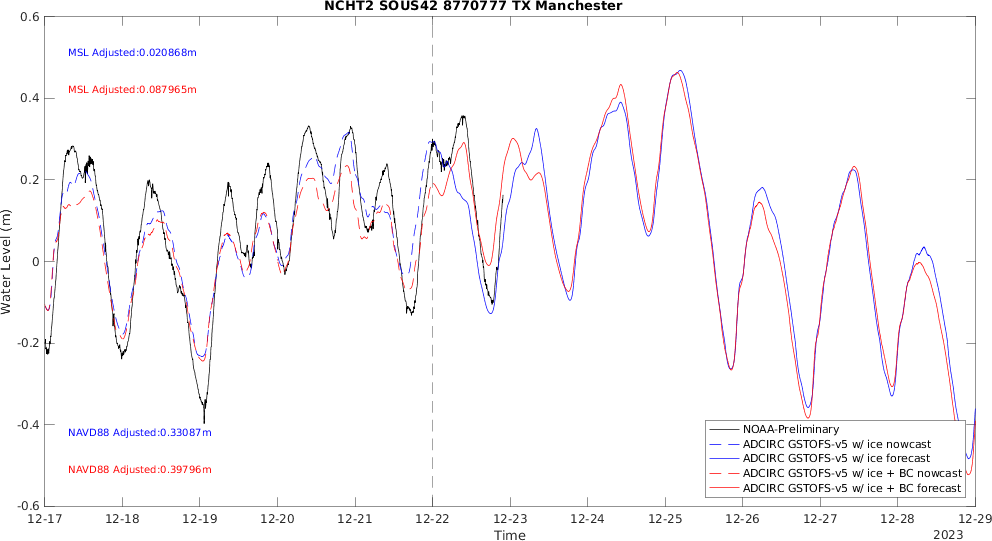 NCHT2 SOUS42 8770777 TX Manchester
0.6
MSL Adjusted:0.020868m
MSL Adjusted:0.087965m
0.4
0.2
0
-0.2
-0.4
-0.6
Water Level (m)
NAVD88 Adjusted:0.33087m
NAVD88 Adjusted:0.39796m
NOAA-Preliminary
ADCIRC GSTOFS-v5 w/ ice nowcast
ADCIRC GSTOFS-v5 w/ ice forecast
ADCIRC GSTOFS-v5 w/ ice + BC nowcast
ADCIRC GSTOFS-v5 w/ ice + BC forecast
12-17 12-18 12-19 12-20 12-21 12-22 12-23 12-24 12-25 12-26 12-27 12-28 12-29
Time
2023